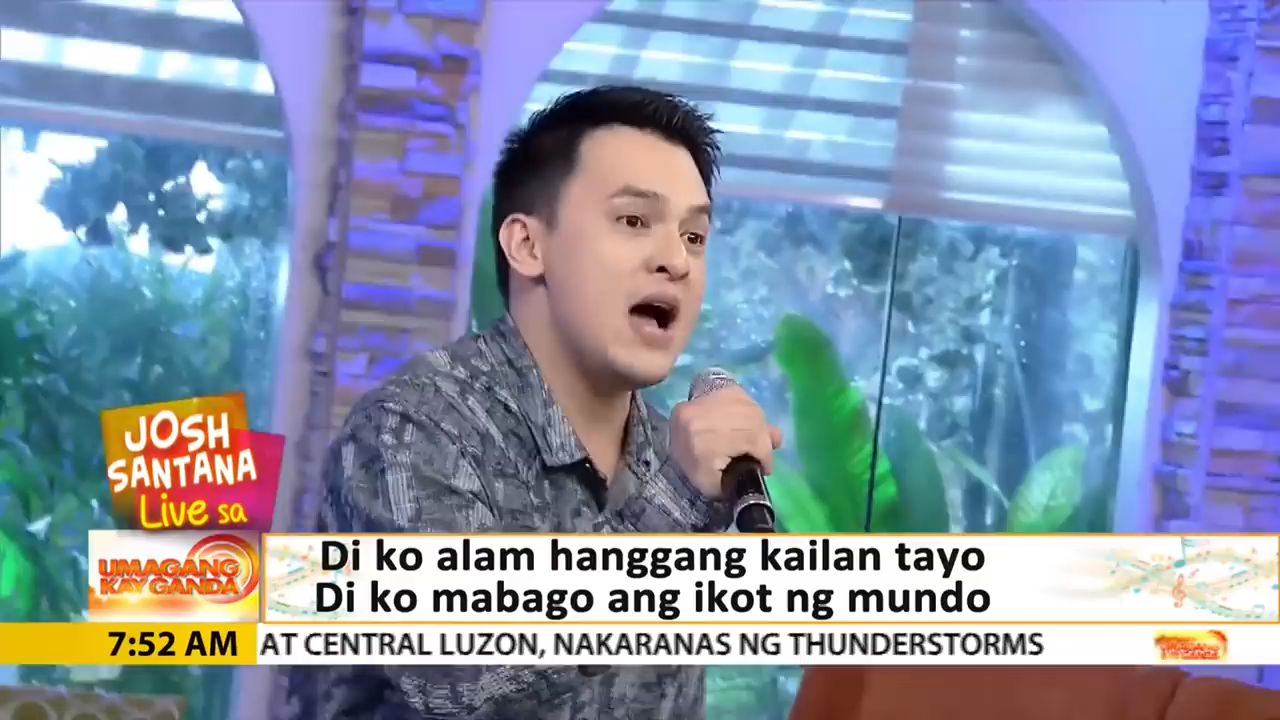 JOSH
SANTANA
Live sa
UMAGANG
KAY GANDA
Di ko alam hanggang kailan tayo
Di ko mabago ang ikot ng mundo
7:52 AM
AT CENTRAL LUZON, NAKARANAS NG THUNDERSTORMS